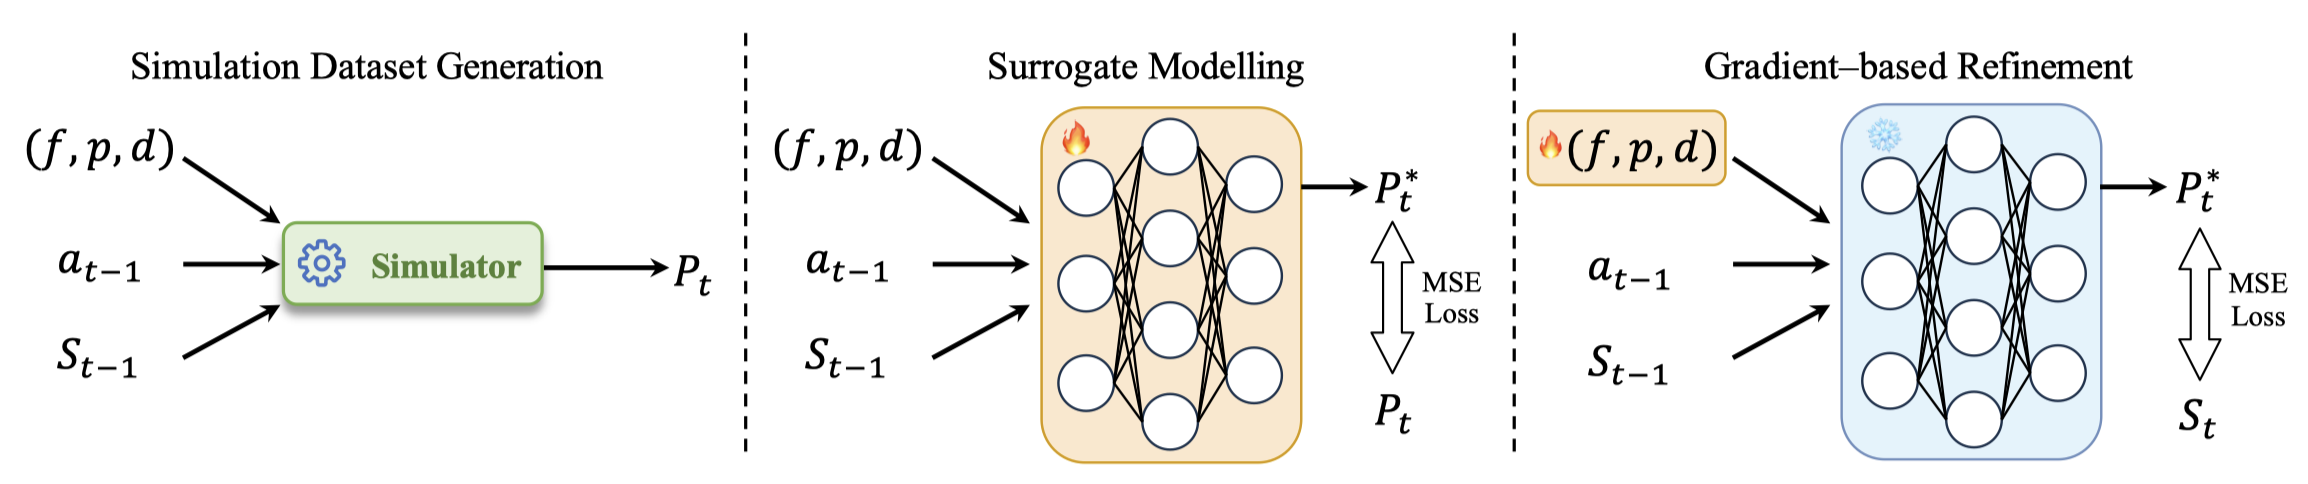 Simulation Dataset Generation
(f, p, d)
a_{t−1}
S_{t−1}
Simulator
P_t
Surrogate Modelling
(f, p, d)
a_{t−1}
S_{t−1}
P_t^*
MSE
Loss
P_t
Gradient–based Refinement
(f, p, d)
a_{t−1}
S_{t−1}
P_t^*
MSE
Loss
S_t